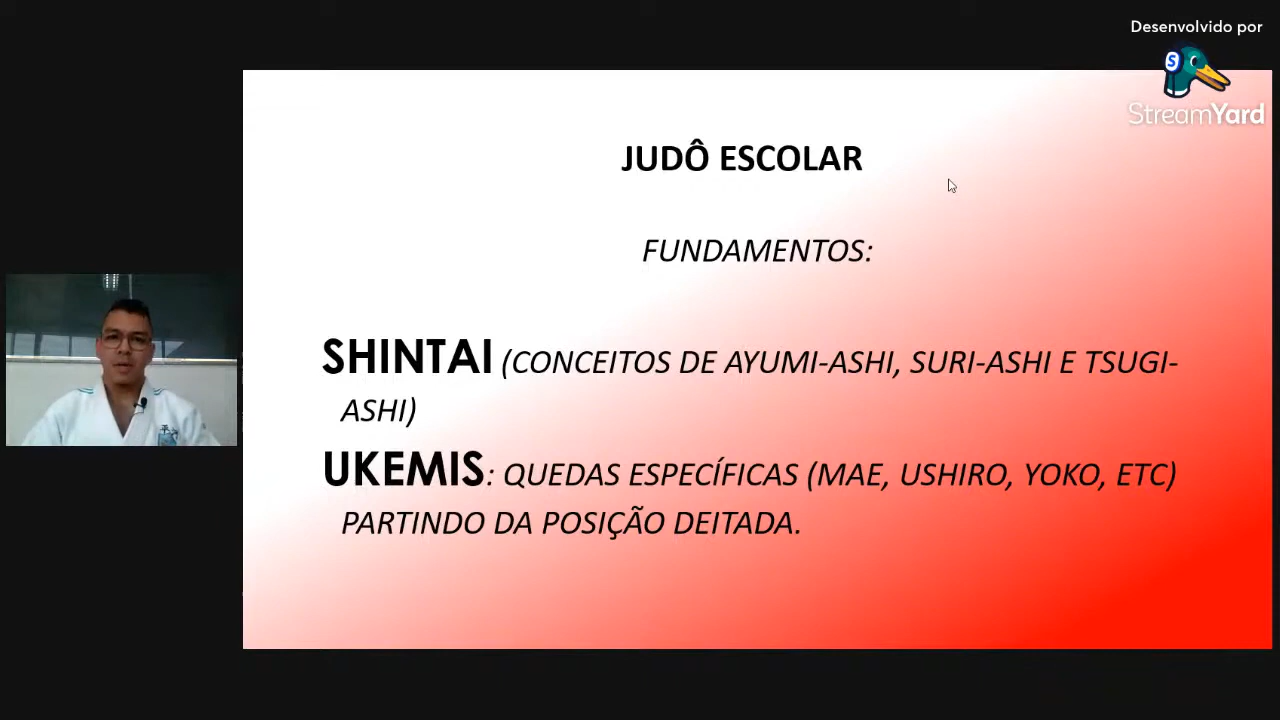 Desenvolvido por
StreamYard
JUDÔ ESCOLAR
FUNDAMENTOS:
SHINTAI (CONCEITOS DE AYUMI-ASHI, SURI-ASHI E TSUGI-
ASHI)
UKEMIS: QUEDAS ESPECÍFICAS (MAE, USHIRO, YOKO, ETC)
PARTINDO DA POSIÇÃO DEITADA.